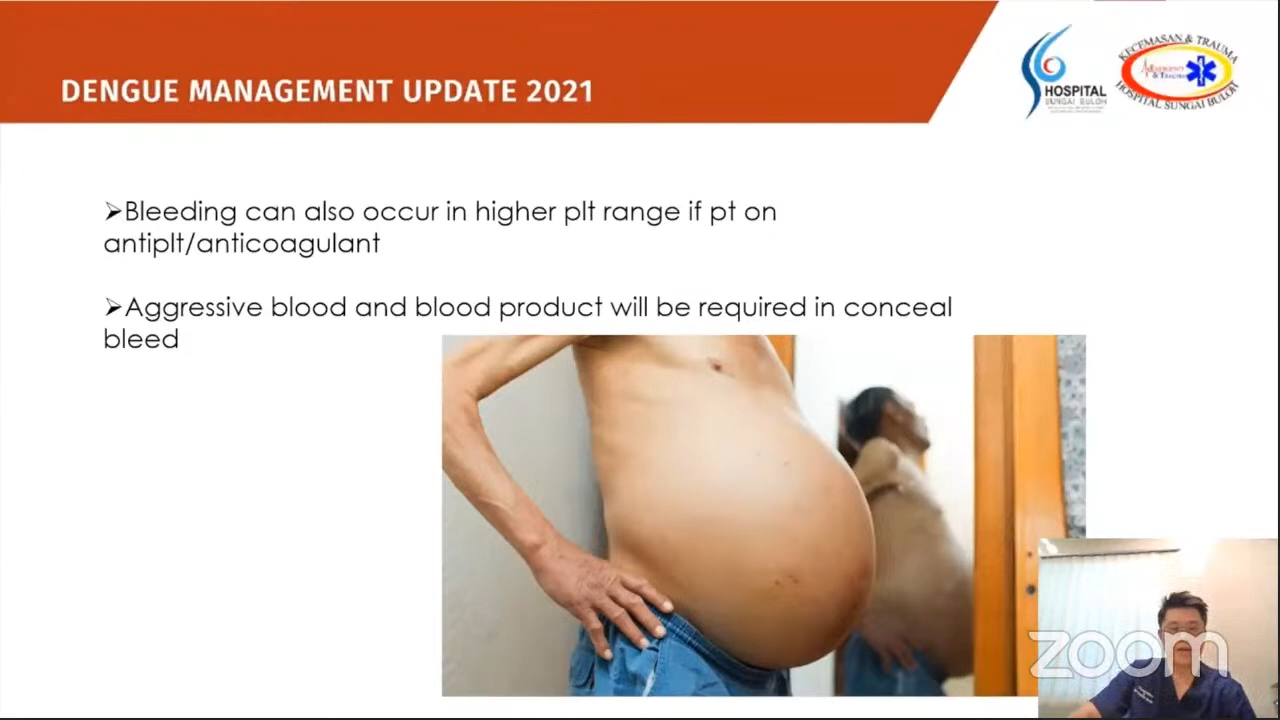 DENGUE MANAGEMENT UPDATE 2021
HOSPITAL
SUNGAI BULOH
KECEMASAN & TRAUMA
& TRAUMA
HOSPITAL SUNGAI BULOH
➢Bleeding can also occur in higher plt range if pt on
antiplt/anticoagulant
➢Aggressive blood and blood product will be required in conceal
bleed
zoom